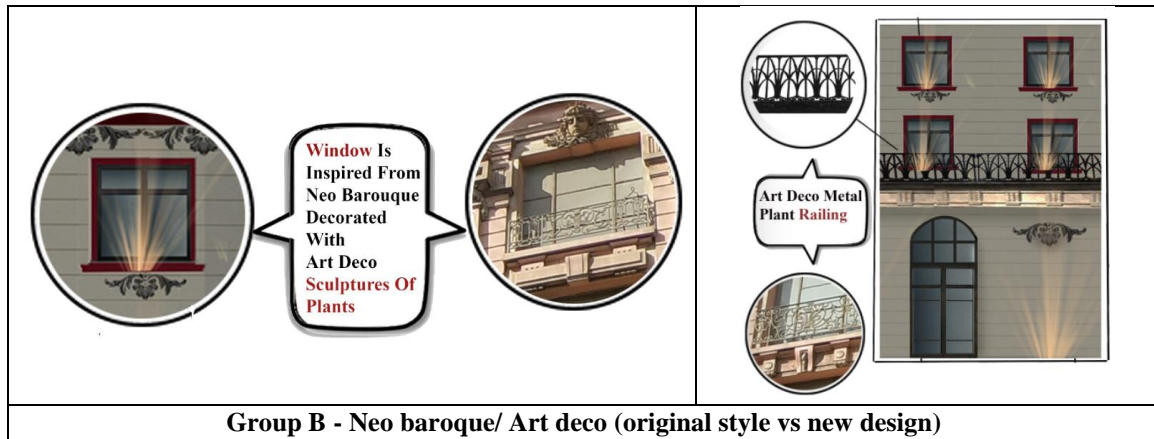 Window Is
Inspired From
Neo Barouque
Decorated
With
Art Deco
Sculptures Of
Plants
Art Deco Metal
Plant Railing
Group B - Neo baroque/ Art deco (original style vs new design)